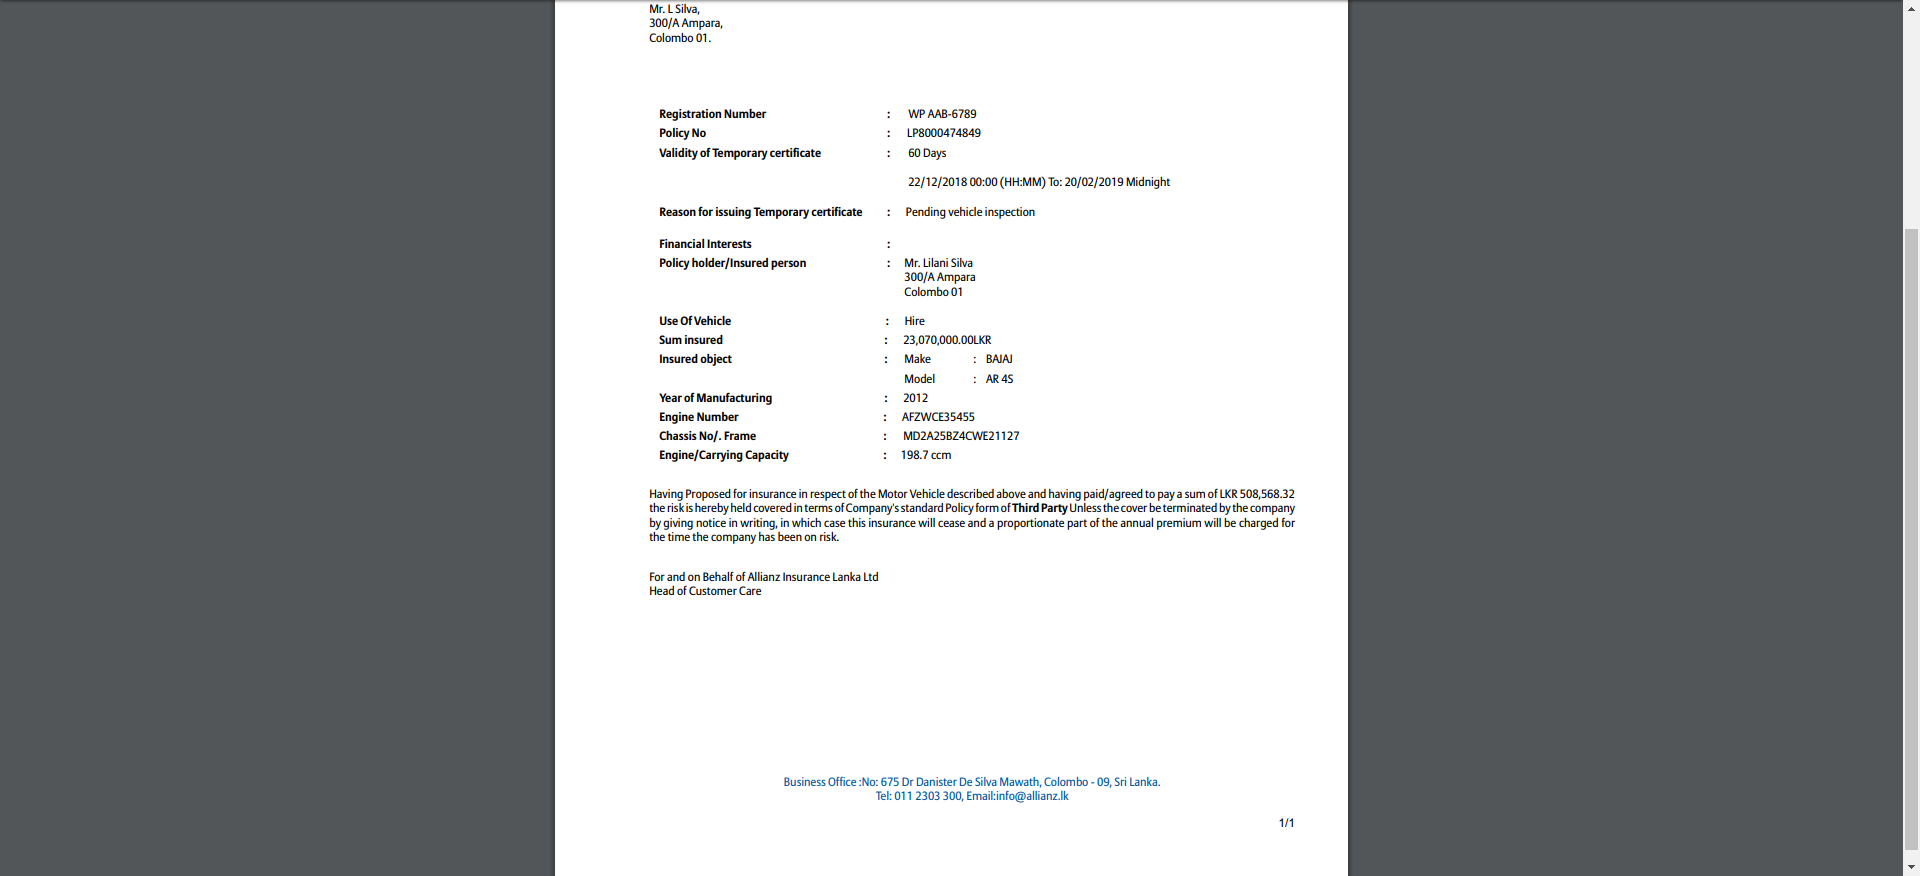 Mr. L Silva,
300/A Ampara,
Colombo 01.
Registration Number : WP AAB-6789
Policy No : LP8000474849
Validity of Temporary certificate : 60 Days
22/12/2018 00:00 (HH:MM) To: 20/02/2019 Midnight
Reason for issuing Temporary certificate : Pending vehicle inspection
Financial Interests :
Policy holder/Insured person : Mr. Lilani Silva
300/A Ampara
Colombo 01
Use Of Vehicle : Hire
Sum insured : 23,070,000.00LKR
Insured object : Make : BAJAJ
Model : AR 4S
Year of Manufacturing : 2012
Engine Number : AFZWCE35455
Chassis No/. Frame : MD2A25BZ4CWE21127
Engine/Carrying Capacity : 198.7 ccm
Having Proposed for insurance in respect of the Motor Vehicle described above and having paid/agreed to pay a sum of LKR 508,568.32
the risk is hereby held covered in terms of Company's standard Policy form of Third Party Unless the cover be terminated by the company
by giving notice in writing, in which case this insurance will cease and a proportionate part of the annual premium will be charged for
the time the company has been on risk.
For and on Behalf of Allianz Insurance Lanka Ltd
Head of Customer Care
Business Office :No: 675 Dr Danister De Silva Mawath, Colombo - 09, Sri Lanka.
Tel: 011 2303 300, Email:info@allianz.lk
1/1